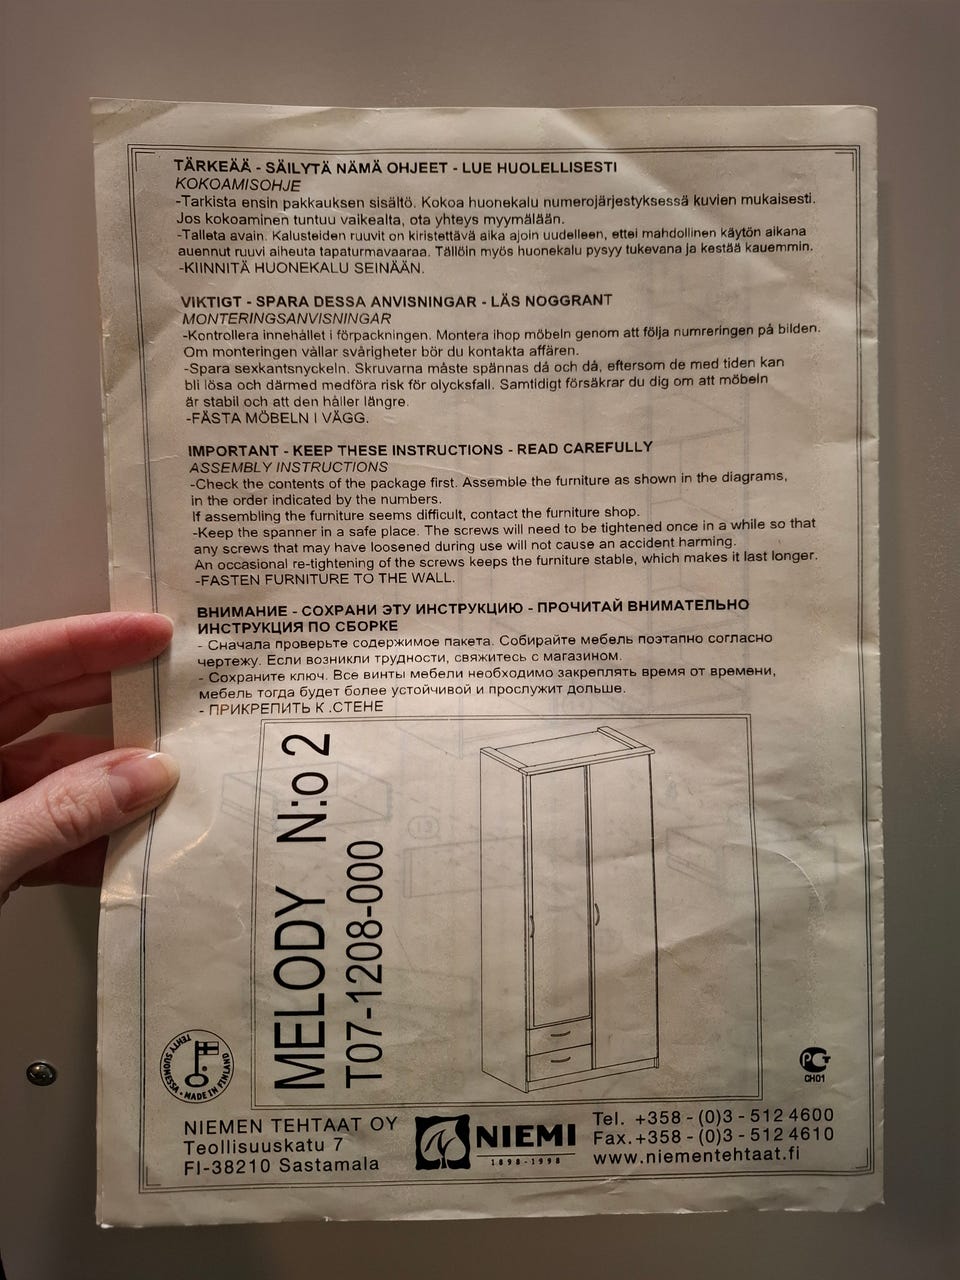 TÄRKEÄÄ - SÄILYTÄ NÄMÄ OHJEET - LUE HUOLELLISESTI
KOKOAMISOHJE
-Tarkista ensin pakkauksen sisältö. Kokoa huonekalu numerojärjestyksessä kuvien mukaisesti.
Jos kokoaminen tuntuu vaikealta, ota yhteys myymälään.
-Talleta avain. Kalusteiden ruuvit on kiristettävä aika ajoin uudelleen, ettei mahdollinen käytön aikana
auennut ruuvi aiheuta tapaturmavaaraa. Tällöin myös huonekalu pysyy tukevana ja kestää kauemmin.
-KIINNITÄ HUONEKALU SEINÄÄN.
VIKTIGT - SPARA DESSA ANVISNINGAR - LÄS NOGGRANT
MONTERINGSANVISNINGAR
-Kontrollera innehållet i förpackningen. Montera ihop möbeln genom att följa numreringen på bilden.
Om monteringen vållar svårigheter bör du kontakta affären.
-Spara sexkantsnyckeln. Skruvarna måste spännas då och då, eftersom de med tiden kan
bli lösa och därmed medföra risk för olycksfall. Samtidigt försäkrar du dig om att möbeln
är stabil och att den håller längre.
-FÄSTA MÖBELN I VÄGG.
IMPORTANT - KEEP THESE INSTRUCTIONS - READ CAREFULLY
ASSEMBLY INSTRUCTIONS
-Check the contents of the package first. Assemble the furniture as shown in the diagrams,
in the order indicated by the numbers.
If assembling the furniture seems difficult, contact the furniture shop.
-Keep the spanner in a safe place. The screws will need to be tightened once in a while so that
any screws that may have loosened during use will not cause an accident harming.
An occasional re-tightening of the screws keeps the furniture stable, which makes it last longer.
-FASTEN FURNITURE TO THE WALL.
ВНИМАНИЕ - СОХРАНИ ЭТУ ИНСТРУКЦИЮ - ПРОЧИТАЙ ВНИМАТЕЛЬНО
ИНСТРУКЦИЯ ПО СБОРКЕ
- Сначала проверьте содержимое пакета. Собирайте мебель поэтапно согласно
чертежу. Если возникли трудности, свяжитесь с магазином.
- Сохраните ключ. Все винты мебели необходимо закреплять время от времени,
мебель тогда будет более устойчивой и прослужит дольше.
- ПРИКРЕПИТЬ К .СТЕНЕ
MELODY N:o 2
T07-1208-000
TEHTY SUOMESSA • MADE IN FINLAND
CH01
NIEMEN TEHTAAT OY
Teollisuuskatu 7
FI-38210 Sastamala
NIEMI
1898-1998
Tel. +358 - (0)3 - 512 4600
Fax. +358 - (0)3 - 512 4610
www.niementehtaat.fi